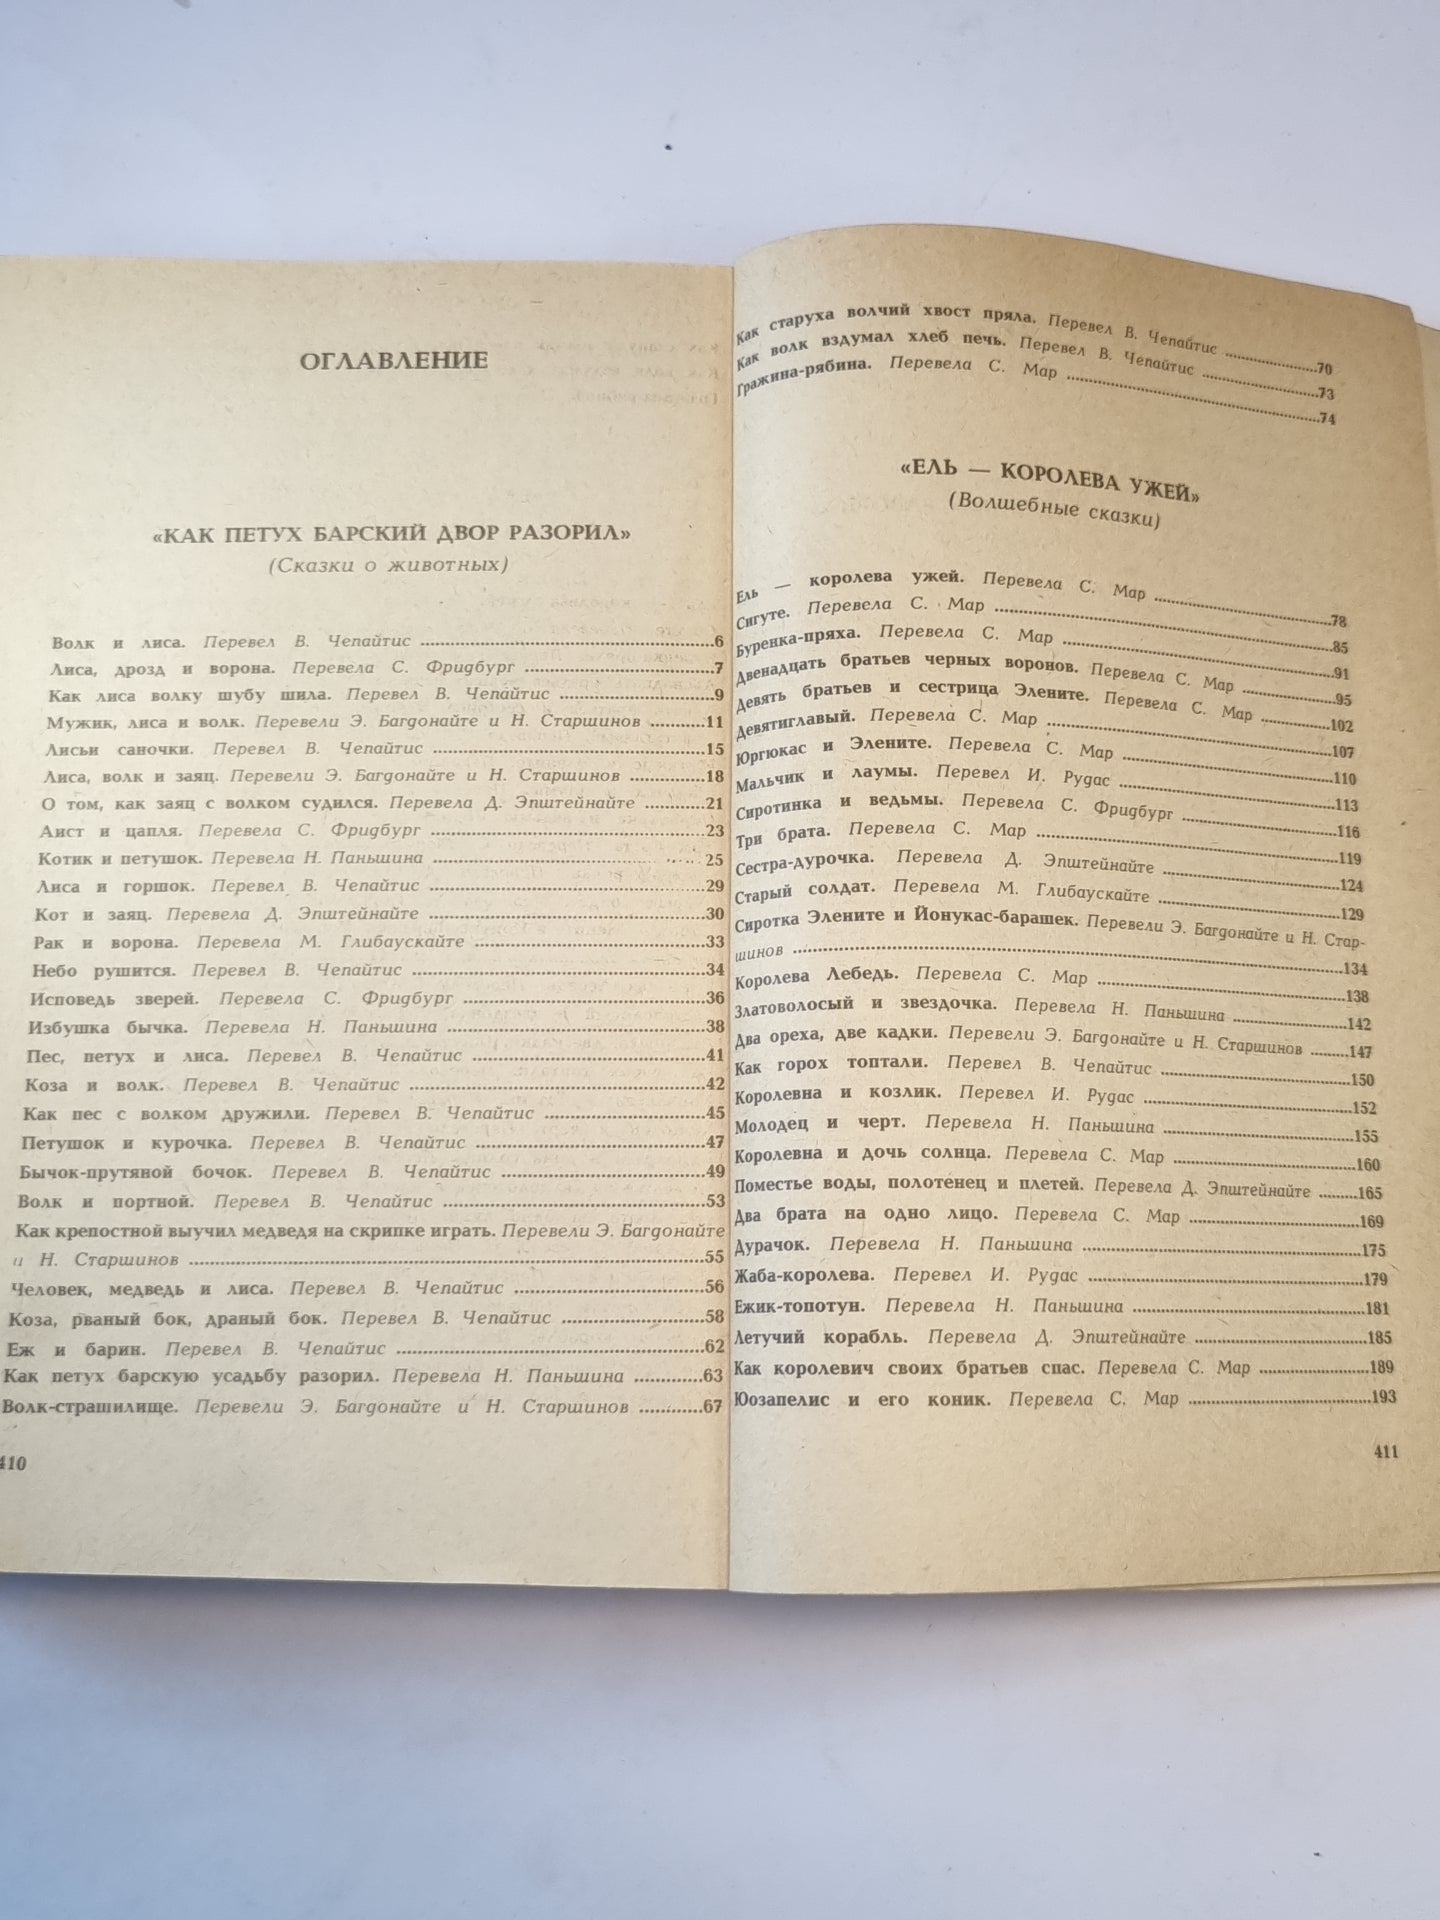 ОГЛАВЛЕНИЕ
«КАК ПЕТУХ БАРСКИЙ ДВОР РАЗОРИЛ»
(Сказки о животных)
Волк и лиса. Перевел В. Чепайтис ..........6
Лиса, дрозд и ворона. Перевела С. Фридбург ..........7
Как лиса волку шубу шила. Перевел В. Чепайтис ..........9
Мужик, лиса и волк. Перевели Э. Багдонайте и Н. Старшинов ..........11
Лисьи саночки. Перевел В. Чепайтис ..........15
Лиса, волк и заяц. Перевели Э. Багдонайте и Н. Старшинов ..........18
О том, как заяц с волком судился. Перевела Д. Эпштейнайте ..........21
Аист и цапля. Перевела С. Фридбург ..........23
Котик и петушок. Перевела Н. Паньшина ..........25
Лиса и горшок. Перевел В. Чепайтис ..........29
Кот и заяц. Перевела Д. Эпштейнайте ..........30
Рак и ворона. Перевела М. Глибаускайте ..........33
Небо рушится. Перевел В. Чепайтис ..........34
Исповедь зверей. Перевела С. Фридбург ..........36
Избушка бычка. Перевела Н. Паньшина ..........38
Пес, петух и лиса. Перевел В. Чепайтис ..........41
Коза и волк. Перевел В. Чепайтис ..........42
Как пес с волком дружили. Перевел В. Чепайтис ..........45
Петушок и курочка. Перевел В. Чепайтис ..........47
Бычок-прутяной бочок. Перевел В. Чепайтис ..........49
Волк и портной. Перевел В. Чепайтис ..........53
Как крепостной выучил медведя на скрипке играть. Перевели Э. Багдонайте
и Н. Старшинов ..........55
Человек, медведь и лиса. Перевел В. Чепайтис ..........56
Коза, рваный бок, драный бок. Перевел В. Чепайтис ..........58
Еж и барин. Перевел В. Чепайтис ..........62
Как петух барскую усадьбу разорил. Перевела Н. Паньшина ..........63
Волк-страшилище. Перевели Э. Багдонайте и Н. Старшинов ..........67
410
Как старуха волчий хвост пряла. Перевел В. Чепайтис ..........70
Как волк вздумал хлеб печь. Перевел В. Чепайтис ..........73
Гражина-рябина. Перевела С. Мар ..........74
«ЕЛЬ — КОРОЛЕВА УЖЕЙ»
(Волшебные сказки)
Ель — королева ужей. Перевела С. Мар ..........78
Сигуте. Перевела С. Мар ..........85
Буренка-пряха. Перевела С. Мар ..........91
Двенадцать братьев черных воронов. Перевела С. Мар ..........95
Девять братьев и сестрица Элените. Перевела С. Мар ..........102
Девятиглавый. Перевела С. Мар ..........107
Юргюкас и Элените. Перевела С. Мар ..........110
Мальчик и лаумы. Перевел И. Рудас ..........113
Сиротинка и ведьмы. Перевела С. Фридбург ..........116
Три брата. Перевела С. Мар ..........119
Сестра-дурочка. Перевела Д. Эпштейнайте ..........124
Старый солдат. Перевела М. Глибаускайте ..........129
Сиротка Элените и Йонукас-барашек. Перевели Э. Багдонайте и Н. Стар-
шинов ..........134
Королева Лебедь. Перевела С. Мар ..........138
Златоволосый и звездочка. Перевела Н. Паньшина ..........142
Два ореха, две кадки. Перевели Э. Багдонайте и Н. Старшинов ..........147
Как горох топтали. Перевел В. Чепайтис ..........150
Королевна и козлик. Перевел И. Рудас ..........152
Молодец и черт. Перевела Н. Паньшина ..........155
Королевна и дочь солнца. Перевела С. Мар ..........160
Поместье воды, полотенец и плетей. Перевела Д. Эпштейнайте ..........165
Два брата на одно лицо. Перевела С. Мар ..........169
Дурачок. Перевела Н. Паньшина ..........175
Жаба-королева. Перевел И. Рудас ..........179
Ежик-топотун. Перевела Н. Паньшина ..........181
Летучий корабль. Перевела Д. Эпштейнайте ..........185
Как королевич своих братьев спас. Перевела С. Мар ..........189
Юозапелис и его коник. Перевела С. Мар ..........193
411